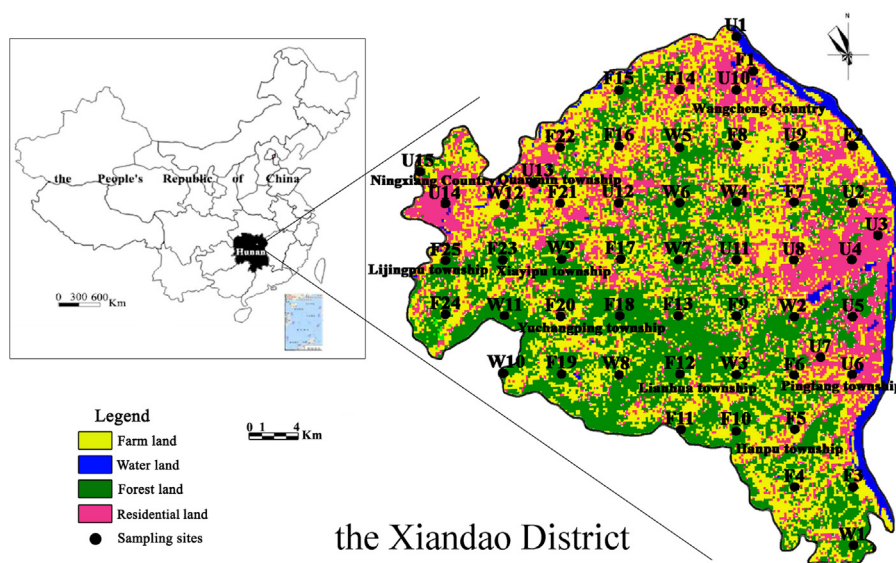 N
U1
F1
F15 F14 U10
Wangcheng Country
F22 F16 W5 F8 U9 F2
U15 U13
Ningxiang Country township
U14 W12 F21 U12 W6 W4 F7 U2
U3
F25 F23 W9 F17 W7 U11 U8 U4
Lijingpu township Xiayipu township
F24 W11 F20 F18 F13 F9 W2 U5
Yuchangping township
U7
W10 F19 W8 F12 W3 F6 U6
Lianhua township Pingtang township
F11 F10 F5
Hanpu township
F4 F3
W1
the People's Republic of China
Hunan
0 300 600
Km
Legend
Farm land
Water land
Forest land
Residential land
Sampling sites
0 1 4
Km
the Xiandao District